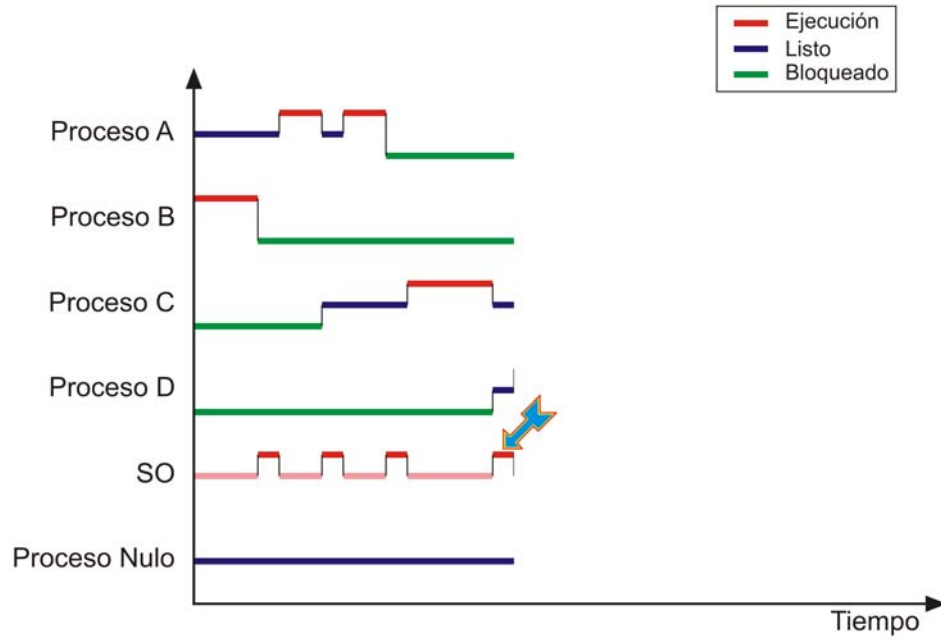 Ejecución
Listo
Bloqueado
Proceso A
Proceso B
Proceso C
Proceso D
SO
Proceso Nulo
Tiempo